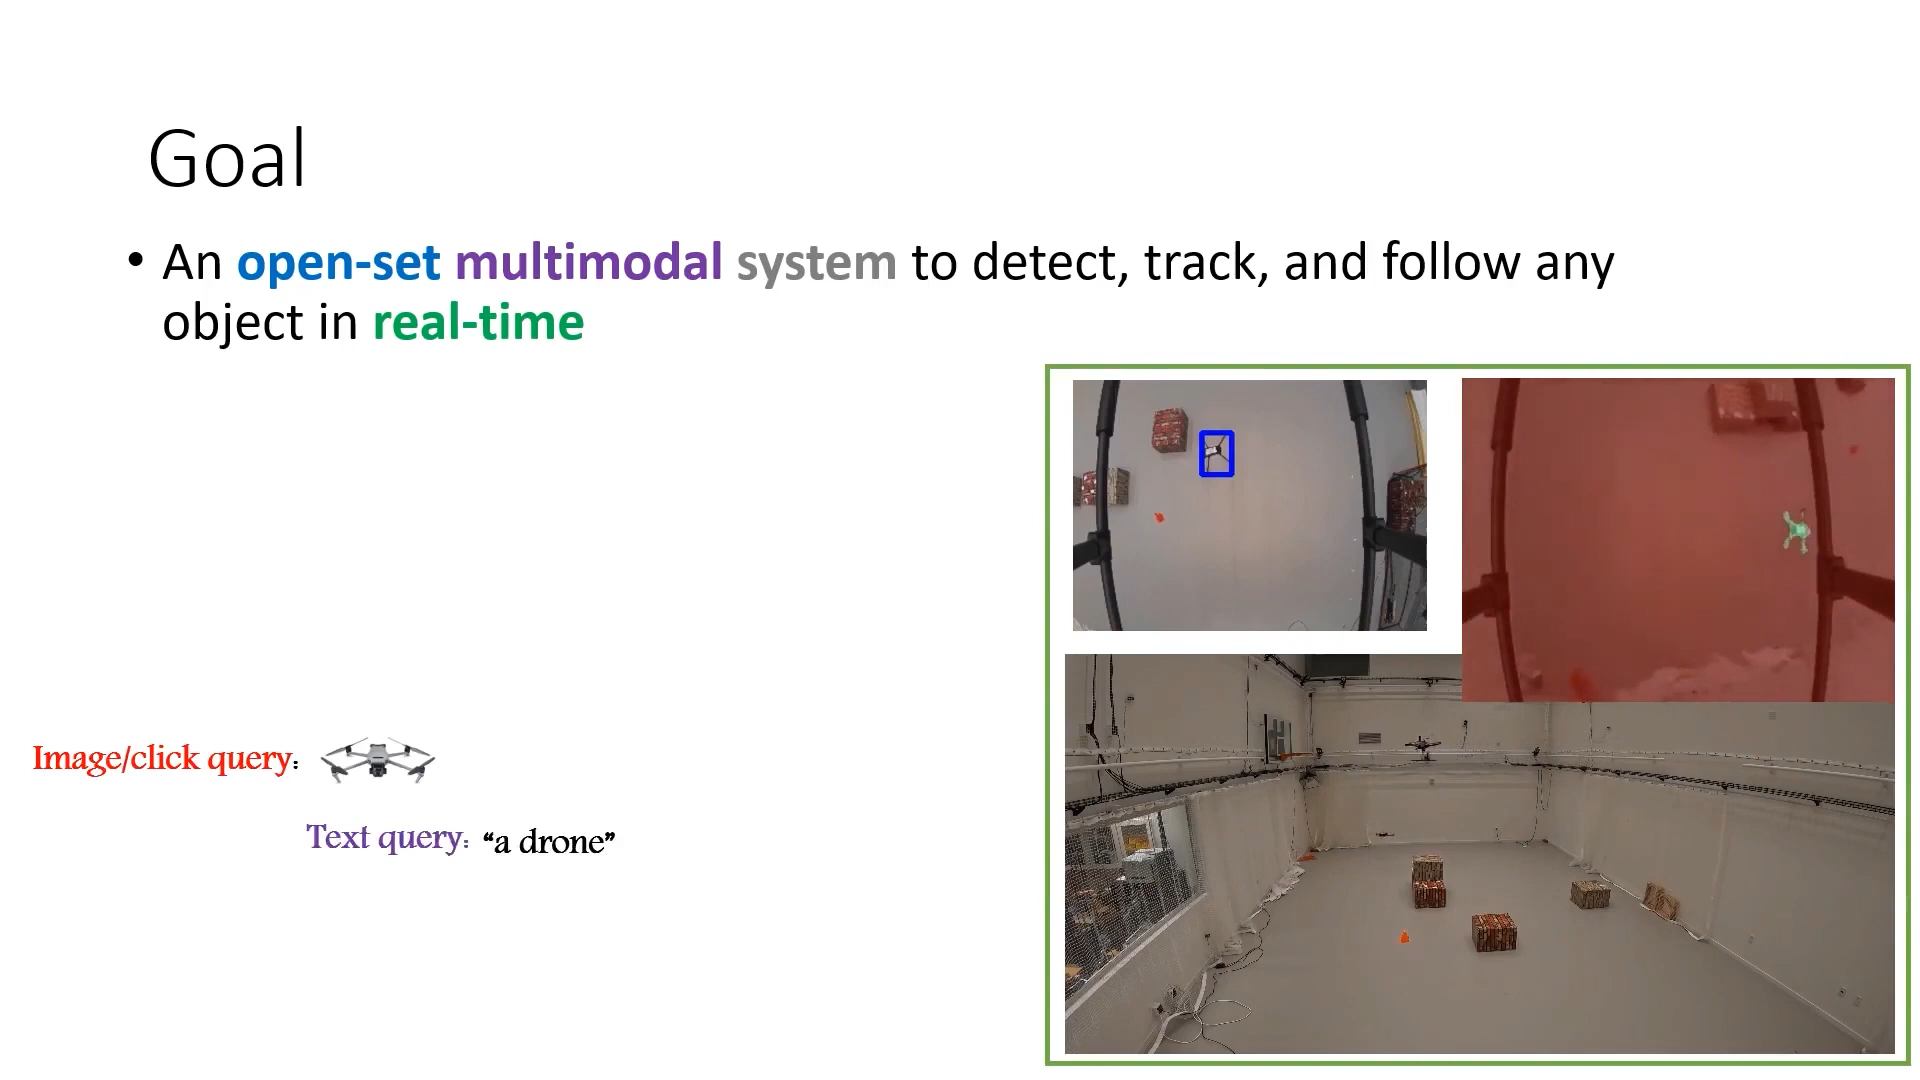 Goal
• An open-set multimodal system to detect, track, and follow any
object in real-time
Image/click query:
Text query: “a drone”